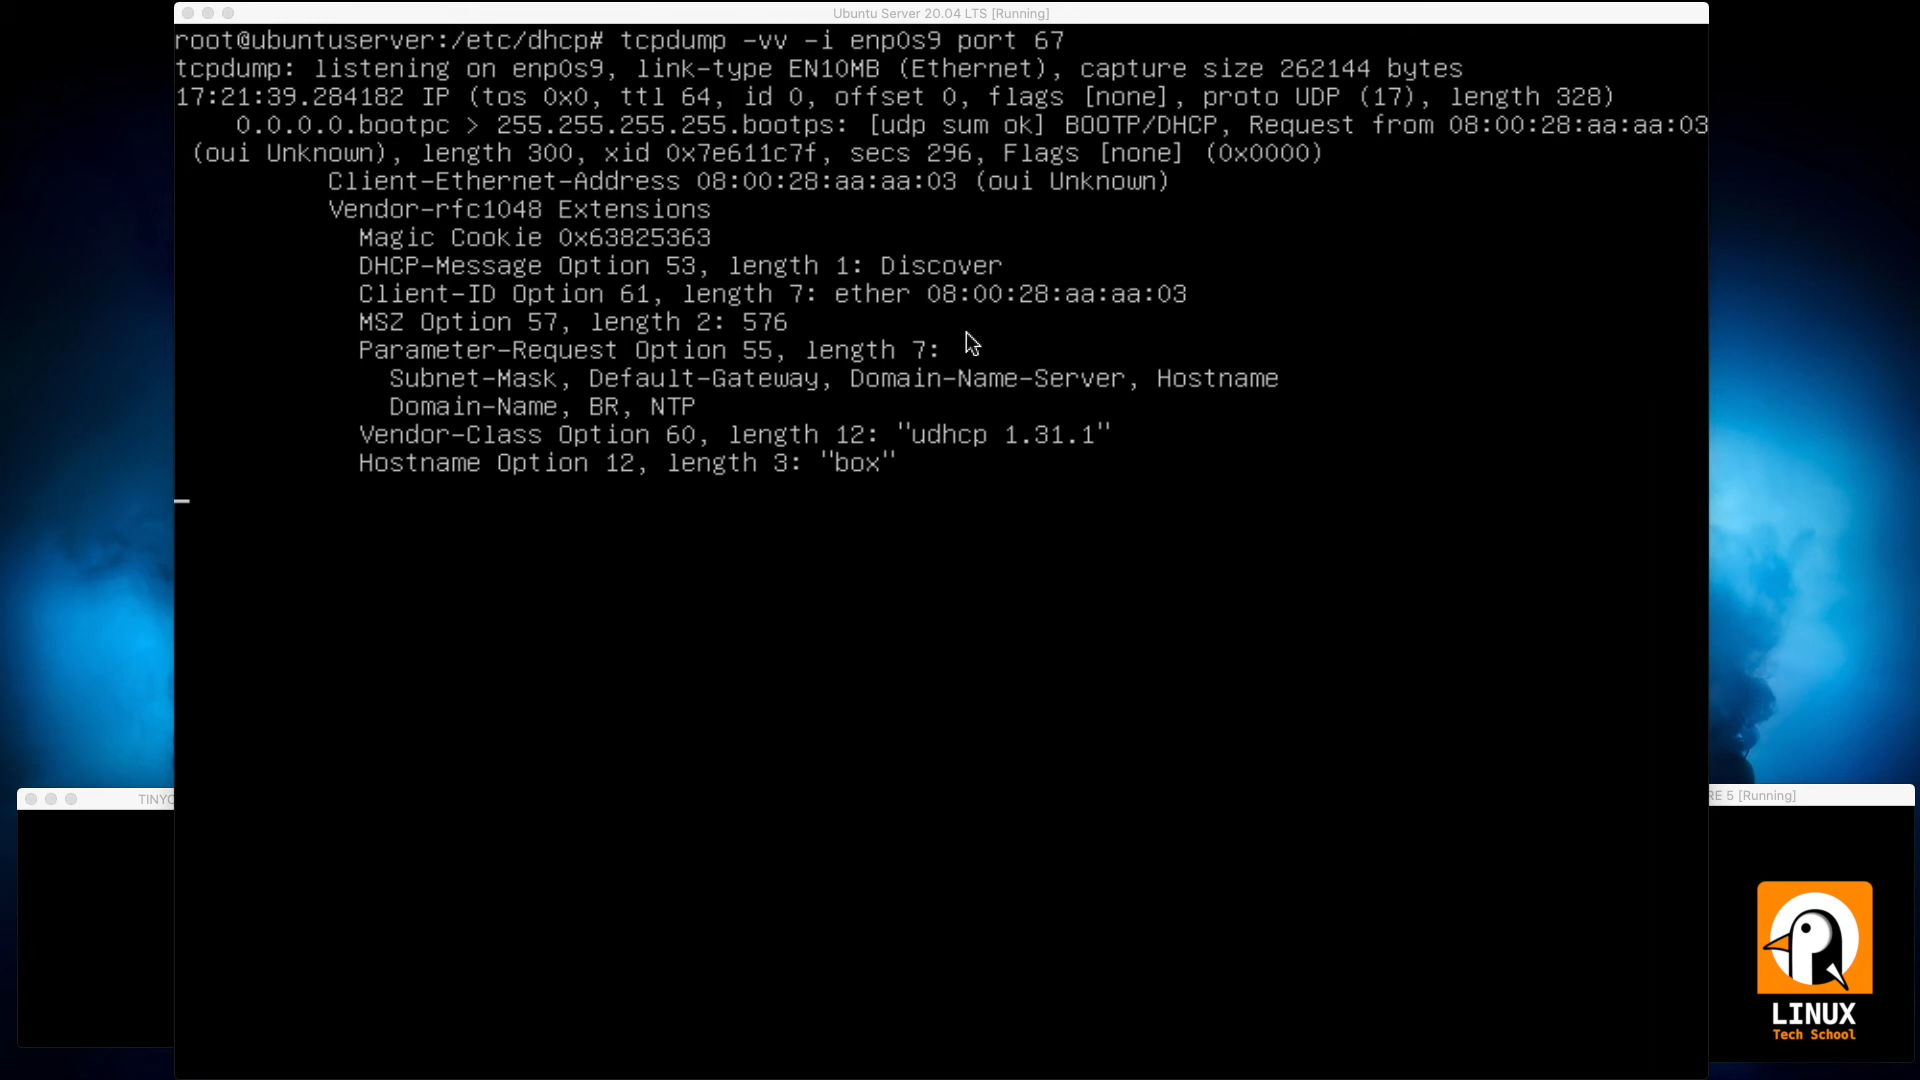 Ubuntu Server 20.04 LTS [Running]
root@ubuntuserver:/etc/dhcp# tcpdump -vv -i enp0s9 port 67
tcpdump: listening on enp0s9, link-type EN10MB (Ethernet), capture size 262144 bytes
17:21:39.284182 IP (tos 0x0, ttl 64, id 0, offset 0, flags [none], proto UDP (17), length 328)
0.0.0.0.bootpc > 255.255.255.255.bootps: [udp sum ok] BOOTP/DHCP, Request from 08:00:28:aa:aa:03
(oui Unknown), length 300, xid 0x7e611c7f, secs 296, Flags [none] (0x0000)
Client-Ethernet-Address 08:00:28:aa:aa:03 (oui Unknown)
Vendor-rfc1048 Extensions
Magic Cookie 0x63825363
DHCP-Message Option 53, length 1: Discover
Client-ID Option 61, length 7: ether 08:00:28:aa:aa:03
MSZ Option 57, length 2: 576
Parameter-Request Option 55, length 7:
Subnet-Mask, Default-Gateway, Domain-Name-Server, Hostname
Domain-Name, BR, NTP
Vendor-Class Option 60, length 12: "udhcp 1.31.1"
Hostname Option 12, length 3: "box"
TINYC
RE 5 [Running]
LINUX
Tech School